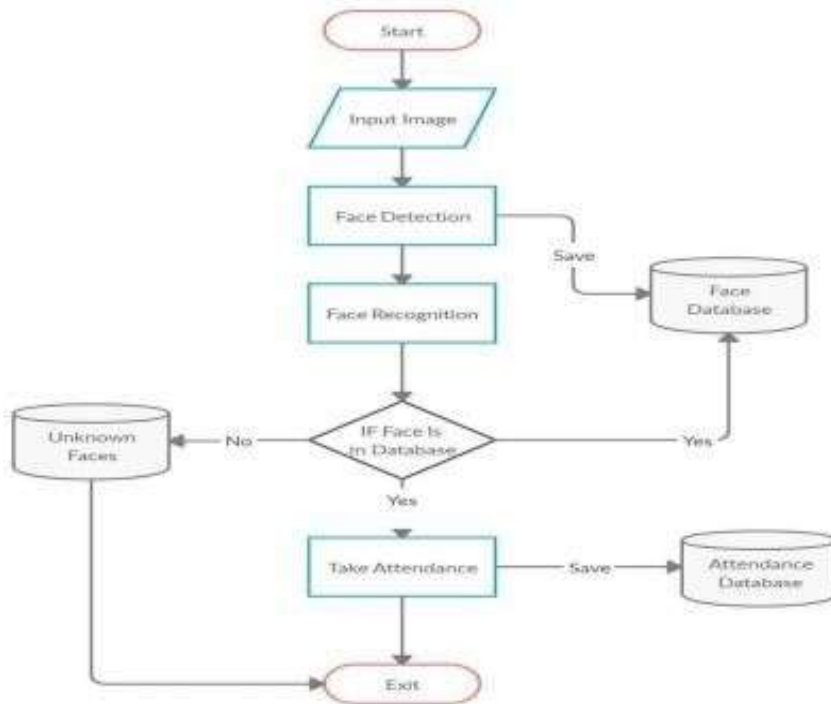 Start
Input Image
Face Detection
Save
Face
Database
Face Recognition
Unknown
Faces
No
IF Face Is
in Database
Yes
Yes
Take Attendance
Save
Attendance
Database
Exit